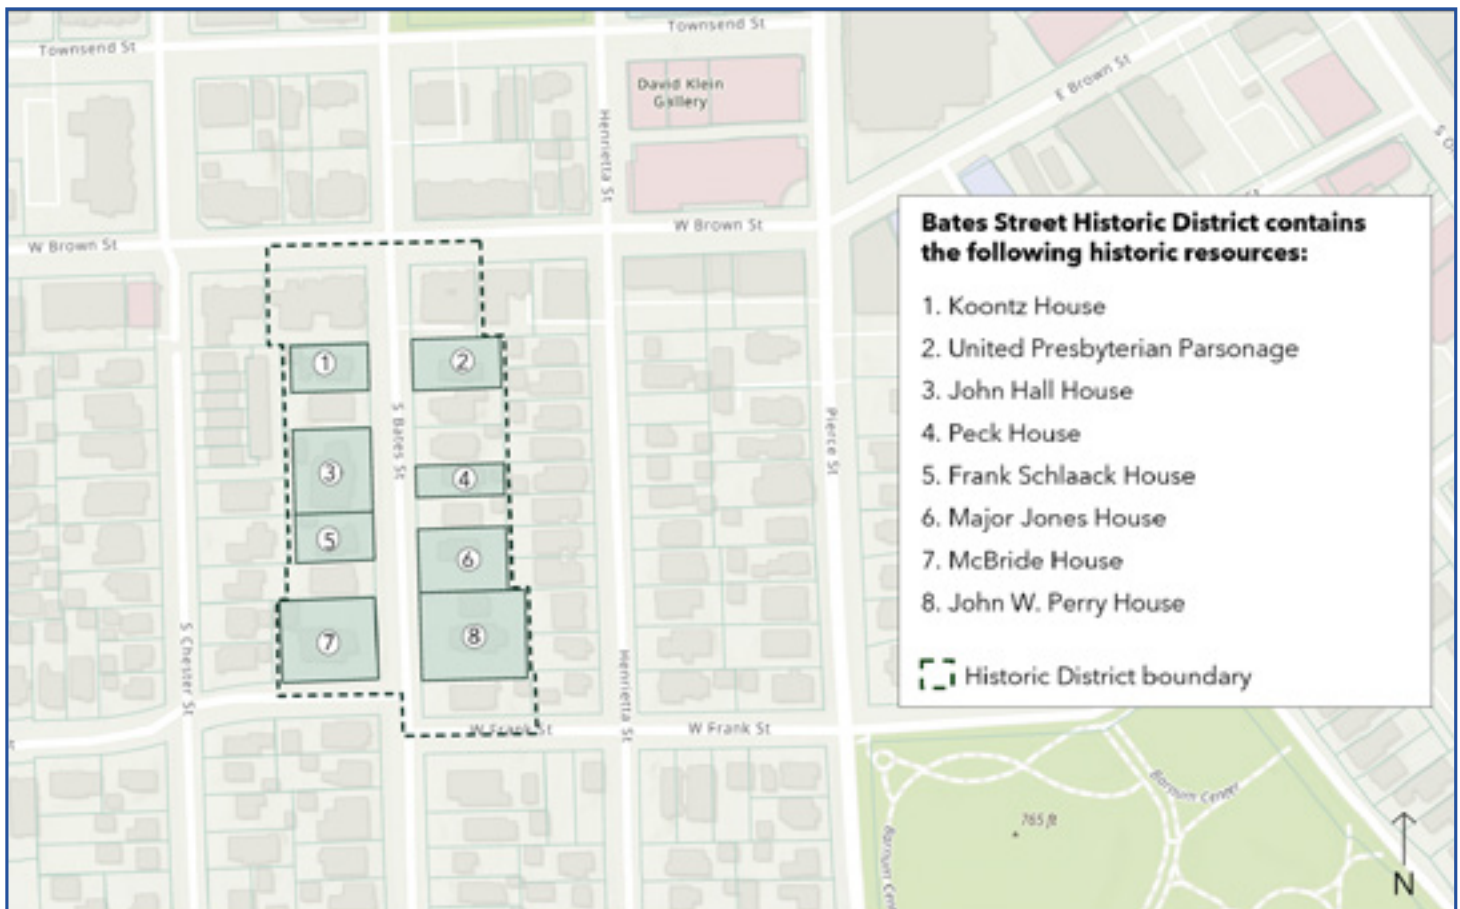 Townsend St
Townsend St
David Klein
Gallery
E Brown St
Henrietta St
W Brown St
W Brown St
Bates Street Historic District contains
the following historic resources:
1. Koontz House
2. United Presbyterian Parsonage
3. John Hall House
4. Peck House
5. Frank Schlaack House
6. Major Jones House
7. McBride House
8. John W. Perry House
Historic District boundary
1
2
3
4
5
6
7
8
S Bates St
Pierce St
S Chester St
Henrietta St
W Frank St
W Frank St
Barnum Center
765 ft
N